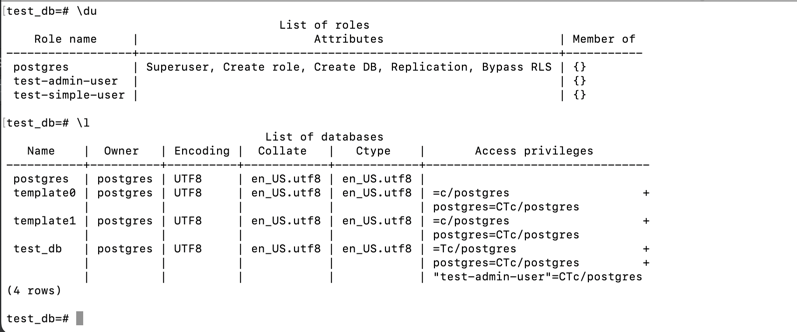 [test_db=# \du
                                       List of roles
    Role name     |                         Attributes                         | Member of
------------------+------------------------------------------------------------+-----------
 postgres         | Superuser, Create role, Create DB, Replication, Bypass RLS | {}
 test-admin-user  |                                                            | {}
 test-simple-user |                                                            | {}
[test_db=# \l
                                     List of databases
   Name    |  Owner   | Encoding |  Collate   |   Ctype    |       Access privileges
-----------+----------+----------+------------+------------+--------------------------------
 postgres  | postgres | UTF8     | en_US.utf8 | en_US.utf8 |
 template0 | postgres | UTF8     | en_US.utf8 | en_US.utf8 | =c/postgres                   +
           |          |          |            |            | postgres=CTc/postgres
 template1 | postgres | UTF8     | en_US.utf8 | en_US.utf8 | =c/postgres                   +
           |          |          |            |            | postgres=CTc/postgres
 test_db   | postgres | UTF8     | en_US.utf8 | en_US.utf8 | =Tc/postgres                  +
           |          |          |            |            | postgres=CTc/postgres         +
           |          |          |            |            | "test-admin-user"=CTc/postgres
(4 rows)
test_db=#